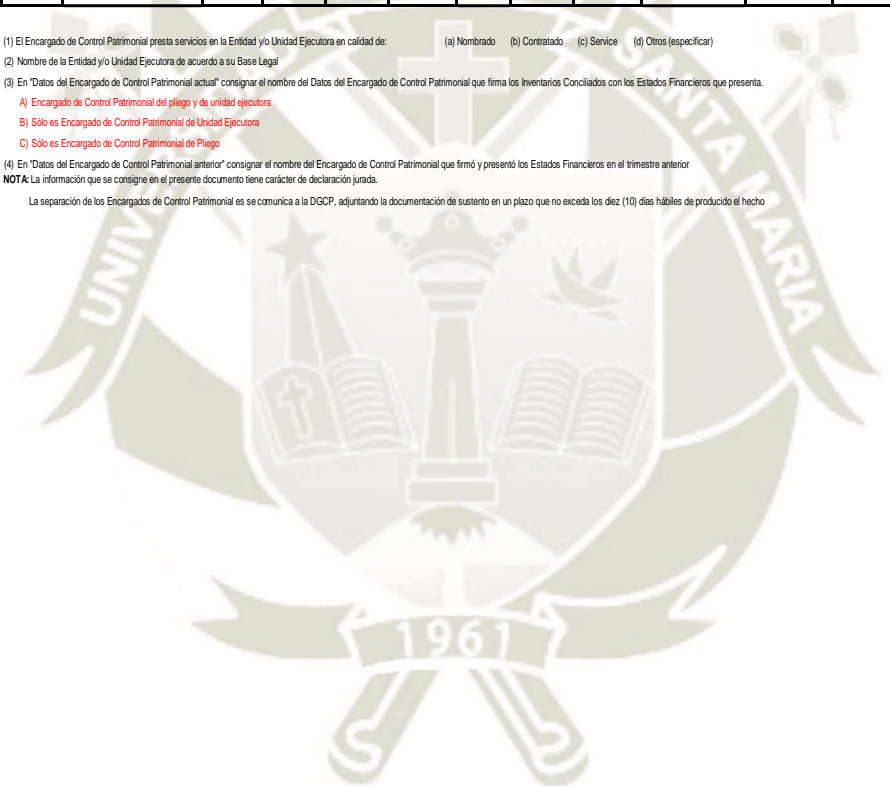 (1) El Encargado de Control Patrimonial presta servicios en la Entidad y/o Unidad Ejecutora en calidad de: (a) Nombrado (b) Contratado (c) Service (d) Otros (especificar)
(2) Nombre de la Entidad y/o Unidad Ejecutora de acuerdo a su Base Legal
(3) En "Datos del Encargado de Control Patrimonial actual" consignar el nombre del Datos del Encargado de Control Patrimonial que firma los Inventarios Conciliados con los Estados Financieros que presenta.
A) Encargado de Control Patrimonial del pliego y de unidad ejecutora
B) Sólo es Encargado de Control Patrimonial de Unidad Ejecutora
C) Sólo es Encargado de Control Patrimonial de Pliego
(4) En "Datos del Encargado de Control Patrimonial anterior" consignar el nombre del Encargado de Control Patrimonial que firmó y presentó los Estados Financieros en el trimestre anterior
NOTA: La información que se consigne en el presente documento tiene carácter de declaración jurada.
La separación de los Encargados de Control Patrimonial es se comunica a la DGCP, adjuntando la documentación de sustento en un plazo que no exceda los diez (10) días hábiles de producido el hecho
SANTA MARIA
1961